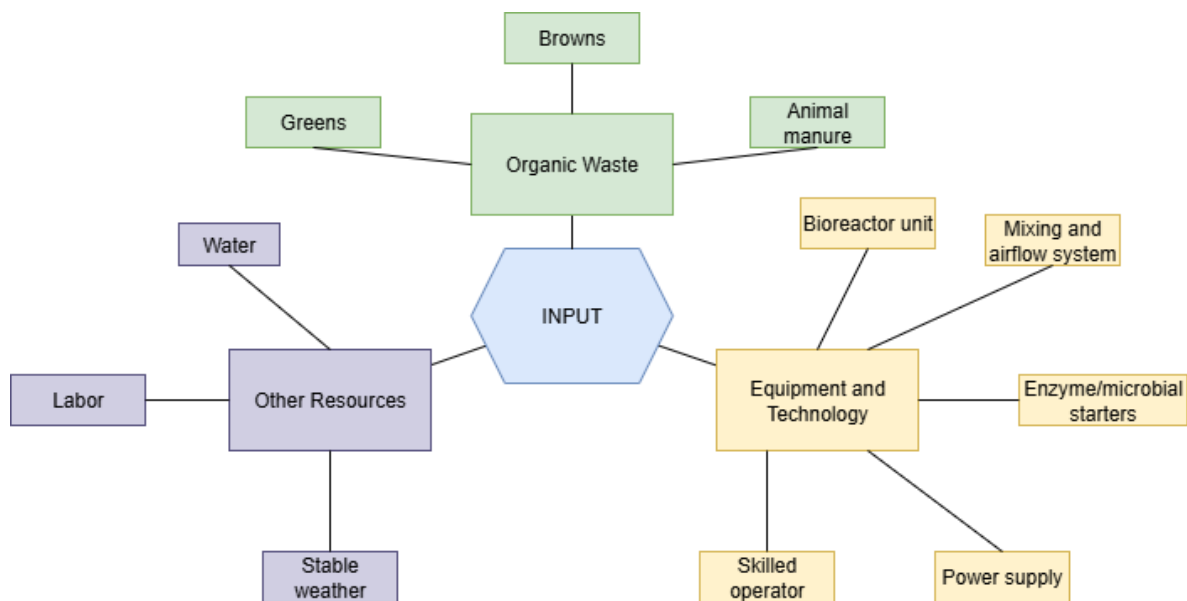 Browns
Greens
Animal
manure
Organic Waste
Bioreactor unit
Mixing and
airflow system
Water
INPUT
Labor
Other Resources
Equipment and
Technology
Enzyme/microbial
starters
Stable
weather
Skilled
operator
Power supply